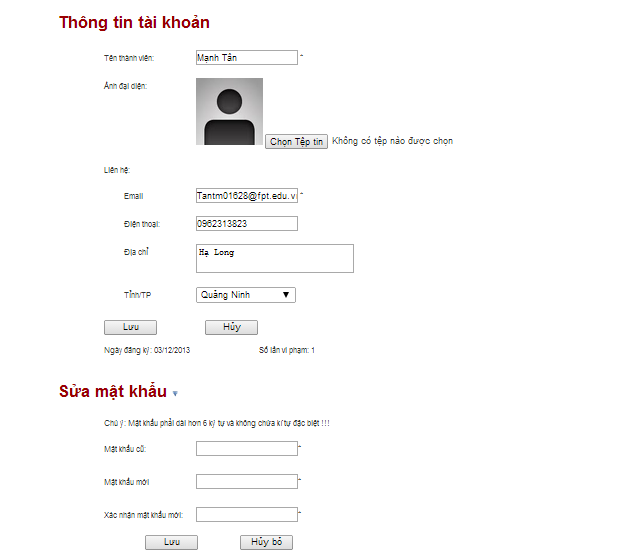 Thông tin tài khoản
Tên thành viên: Mạnh Tân *
Ảnh đại diện:
Chọn Tệp tin Không có tệp nào được chọn
Liên hệ:
Email Tantm01628@fpt.edu.v *
Điện thoại: 0962313823
Địa chỉ Hạ Long
Tỉnh/TP Quảng Ninh ▼
Lưu Hủy
Ngày đăng ký: 03/12/2013 Số lần vi phạm: 1
Sửa mật khẩu ▼
Chú ý: Mật khẩu phải dài hơn 6 ký tự và không chứa kí tự đặc biệt !!!
Mật khẩu cũ: *
Mật khẩu mới *
Xác nhận mật khẩu mới: *
Lưu Hủy bỏ